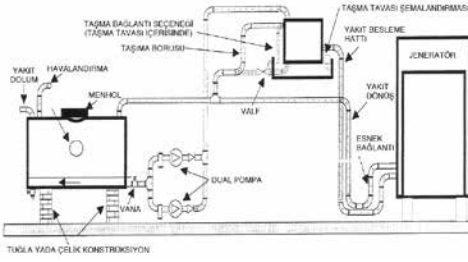 TAŞMA BAĞLANTI SEÇENEĞİ
(TAŞMA TAVASI İÇERİSİNDE)
TAŞIMA BORUSU
TAŞMA TAVASI ŞEMALANDIRMASI
YAKIT BESLEME
HATTI
JENERATÖR
YAKIT
DOLUM
HAVALANDIRMA
MENHOL
VALF
YAKIT
DÖNÜŞ
ESNEK
BAĞLANTI
VANA
DUAL POMPA
TUĞLA YADA ÇELİK KONSTRÜKSİYON